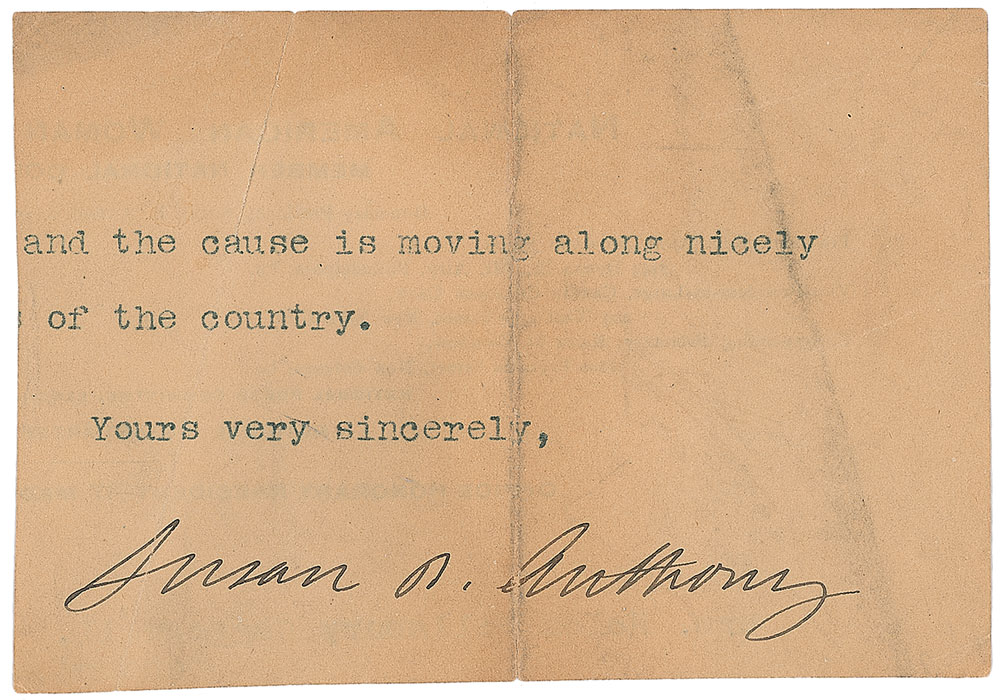 and the cause is moving along nicely
of the country.
Yours very sincerely,
Susan B. Anthony